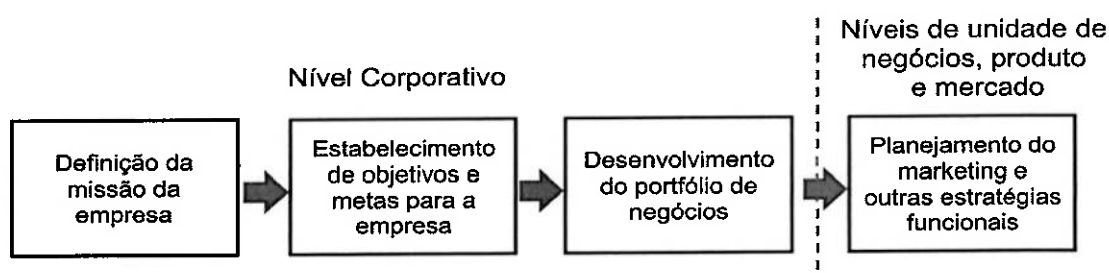 Nível Corporativo
Níveis de unidade de
negócios, produto
e mercado
Definição da
missão da
empresa
Estabelecimento
de objetivos e
metas para a
empresa
Desenvolvimento
do portfólio de
negócios
Planejamento do
marketing e
outras estratégias
funcionais